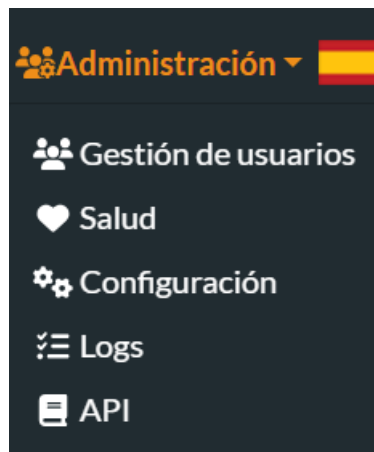 Administración
Gestión de usuarios
Salud
Configuración
Logs
API